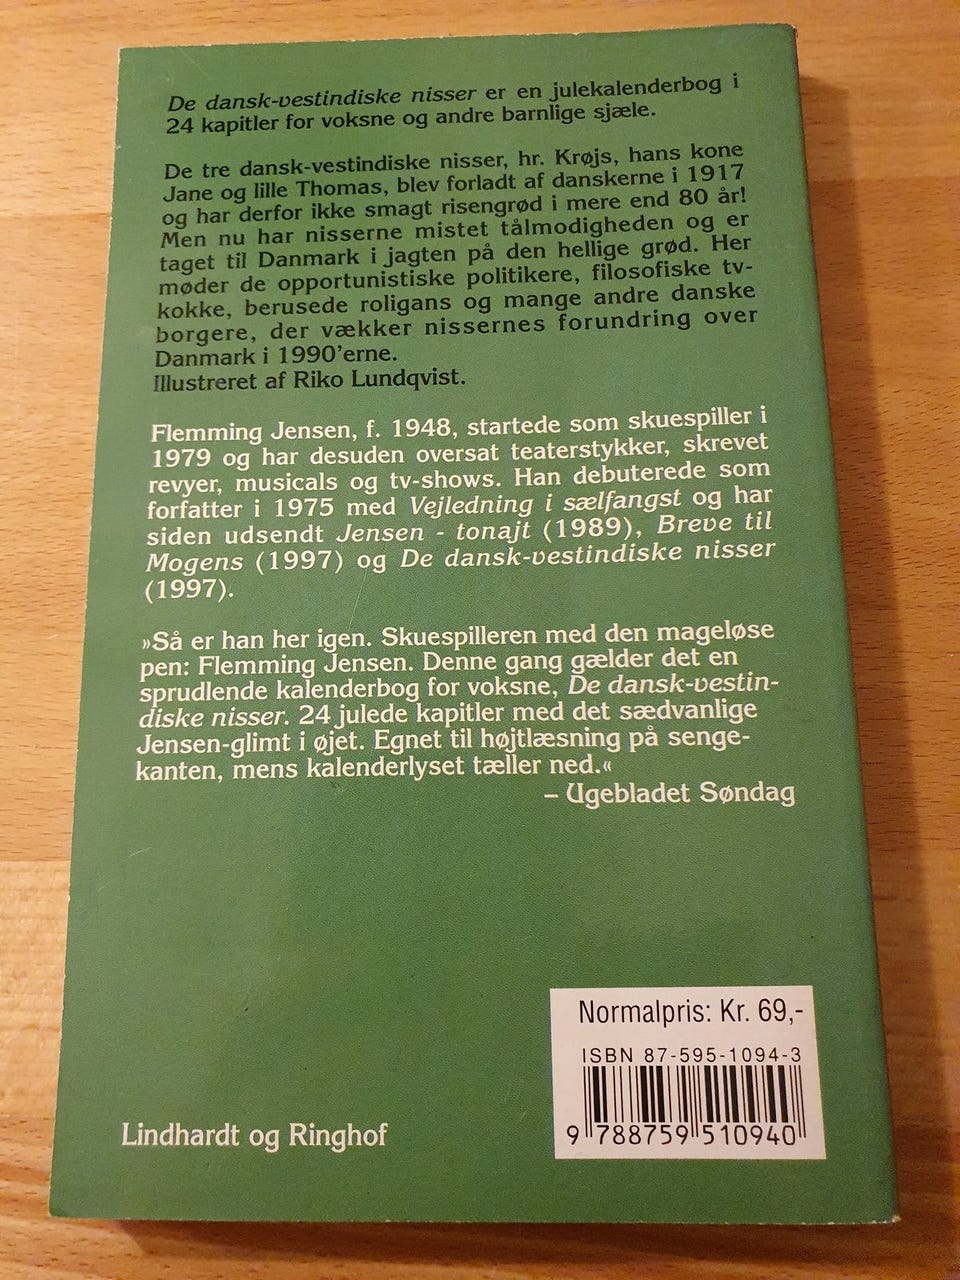 De dansk-vestindiske nisser er en julekalenderbog i
24 kapitler for voksne og andre barnlige sjæle.
De tre dansk-vestindiske nisser, hr. Krøjs, hans kone
Jane og lille Thomas, blev forladt af danskerne i 1917
og har derfor ikke smagt risengrød i mere end 80 år!
Men nu har nisserne mistet tålmodigheden og er
taget til Danmark i jagten på den hellige grød. Her
møder de opportunistiske politikere, filosofiske tv-
kokke, berusede roligans og mange andre danske
borgere, der vækker nissernes forundring over
Danmark i 1990'erne.
Illustreret af Riko Lundqvist.
Flemming Jensen, f. 1948, startede som skuespiller i
1979 og har desuden oversat teaterstykker, skrevet
revyer, musicals og tv-shows. Han debuterede som
forfatter i 1975 med Vejledning i sælfangst og har
siden udsendt Jensen - tonajt (1989), Breve til
Mogens (1997) og De dansk-vestindiske nisser
(1997).
»Så er han her igen. Skuespilleren med den mageløse
pen: Flemming Jensen. Denne gang gælder det en
sprudlende kalenderbog for voksne, De dansk-vestin-
diske nisser. 24 julede kapitler med det sædvanlige
Jensen-glimt i øjet. Egnet til højtlæsning på senge-
kanten, mens kalenderlyset tæller ned.«
– Ugebladet Søndag
Normalpris: Kr. 69,-
ISBN 87-595-1094-3
9 788759 510940
Lindhardt og Ringhof